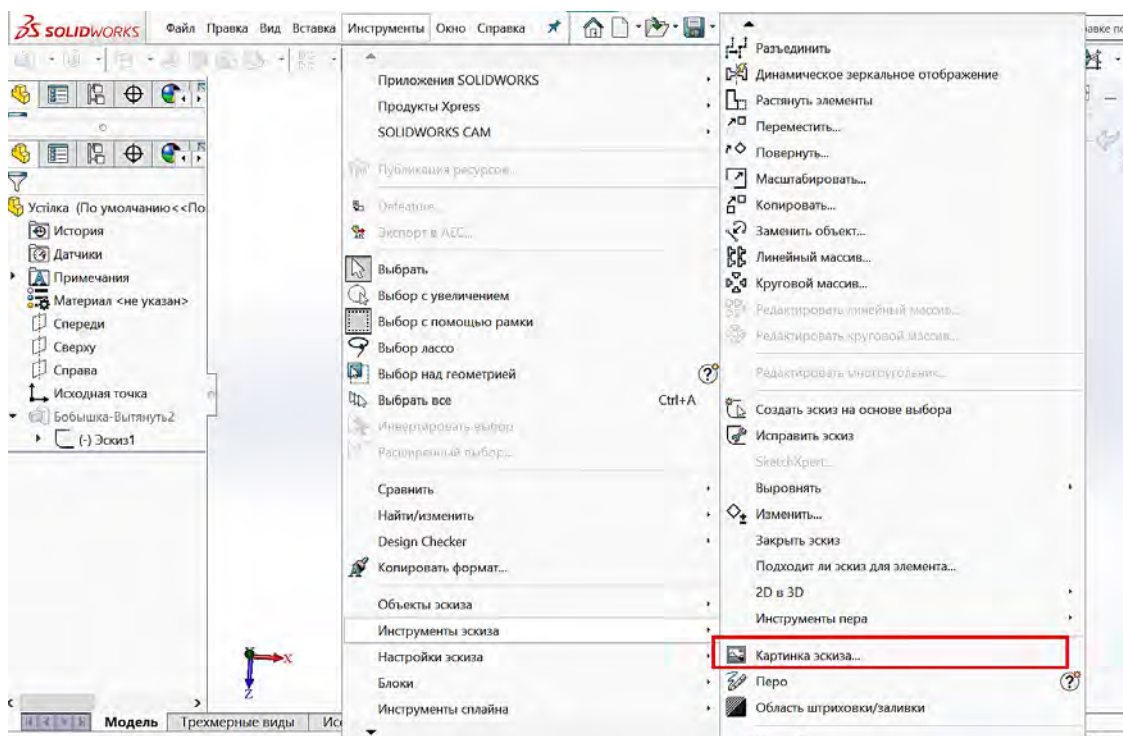 SOLIDWORKS Файл Правка Вид Вставка Инструменты Окно Справка
Устілка (По умолчанию<<По
История
Датчики
Примечания
Материал <не указан>
Спереди
Сверху
Справа
Исходная точка
Бобышка-Вытянуть2
(-) Эскиз1
Приложения SOLIDWORKS
Продукты Xpress
SOLIDWORKS CAM
Публикация ресурсов...
Defeature...
Экспорт в AEC...
Выбрать
Выбор с увеличением
Выбор с помощью рамки
Выбор лассо
Выбор над геометрией
Выбрать все Ctrl+A
Инвертировать выбор
Расширенный выбор...
Сравнить
Найти/изменить
Design Checker
Копировать формат...
Объекты эскиза
Инструменты эскиза
Настройки эскиза
Блоки
Инструменты сплайна
Разъединить
Динамическое зеркальное отображение
Растянуть элементы
Переместить...
Повернуть...
Масштабировать...
Копировать...
Заменить объект...
Линейный массив...
Круговой массив...
Редактировать линейный массив...
Редактировать круговой массив...
Редактировать многоугольник...
Создать эскиз на основе выбора
Исправить эскиз
SketchXpert...
Выровнять
Изменить...
Закрыть эскиз
Подходит ли эскиз для элемента...
2D в 3D
Инструменты пера
Картинка эскиза...
Перо
Область штриховки/заливки
X
Z
Модель Трехмерные виды Исс